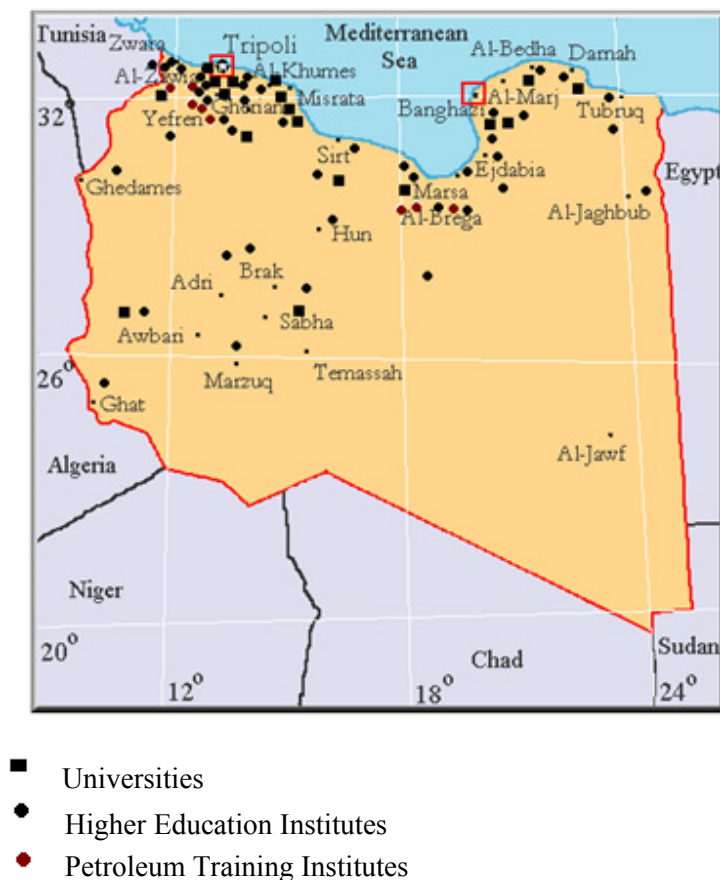 Tunisia
Zwara
Tripoli
Mediterranean
Sea
Al-Bedha
Darnah
Al-Zawia
Al-Khumes
Misrata
Banghazi
Al-Marj
32°
Gherian
Tubruq
Yefren
Sirt
Ejdabia
Egypt
Ghedames
Marsa
Al-Brega
Al-Jaghbub
Hun
Adri
Brak
Awbari
Sabha
26°
Marzuq
Temassah
Ghat
Algeria
Al-Jawf
Niger
20°
Chad
Sudan
12°
18°
24°
Universities
Higher Education Institutes
Petroleum Training Institutes